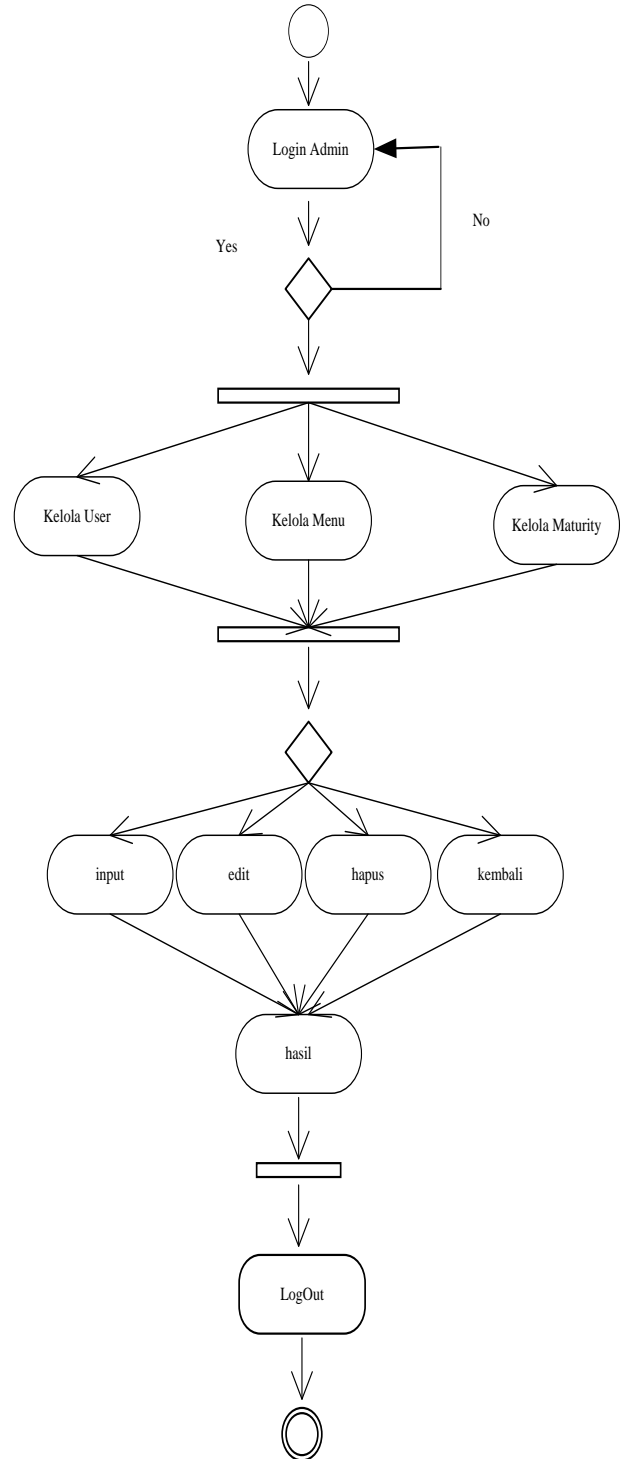 Login Admin
No
Yes
Kelola User
Kelola Menu
Kelola Maturity
input
edit
hapus
kembali
hasil
LogOut